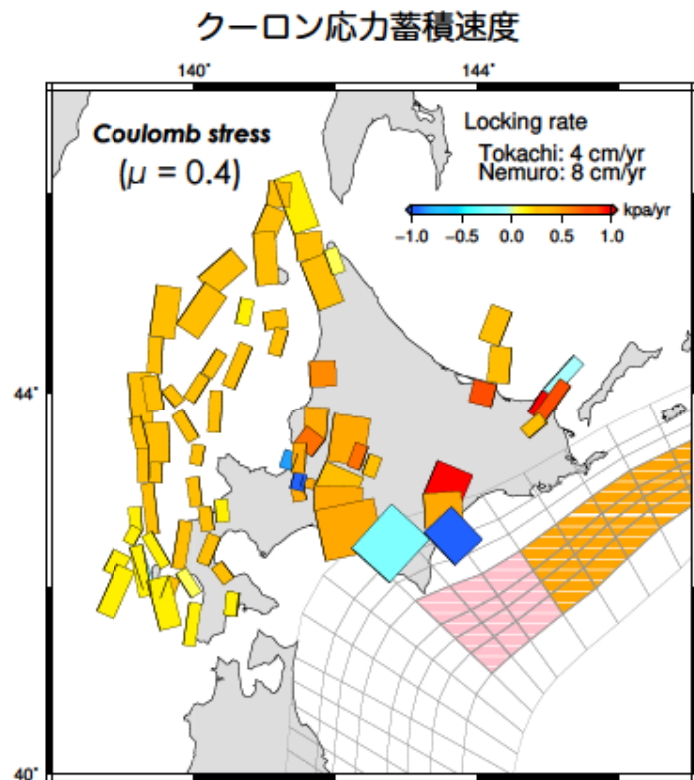 クーロン応力蓄積速度
140° 144°
Coulomb stress
(μ = 0.4)
Locking rate
Tokachi: 4 cm/yr
Nemuro: 8 cm/yr
kpa/yr
−1.0 −0.5 0.0 0.5 1.0
44°
40°